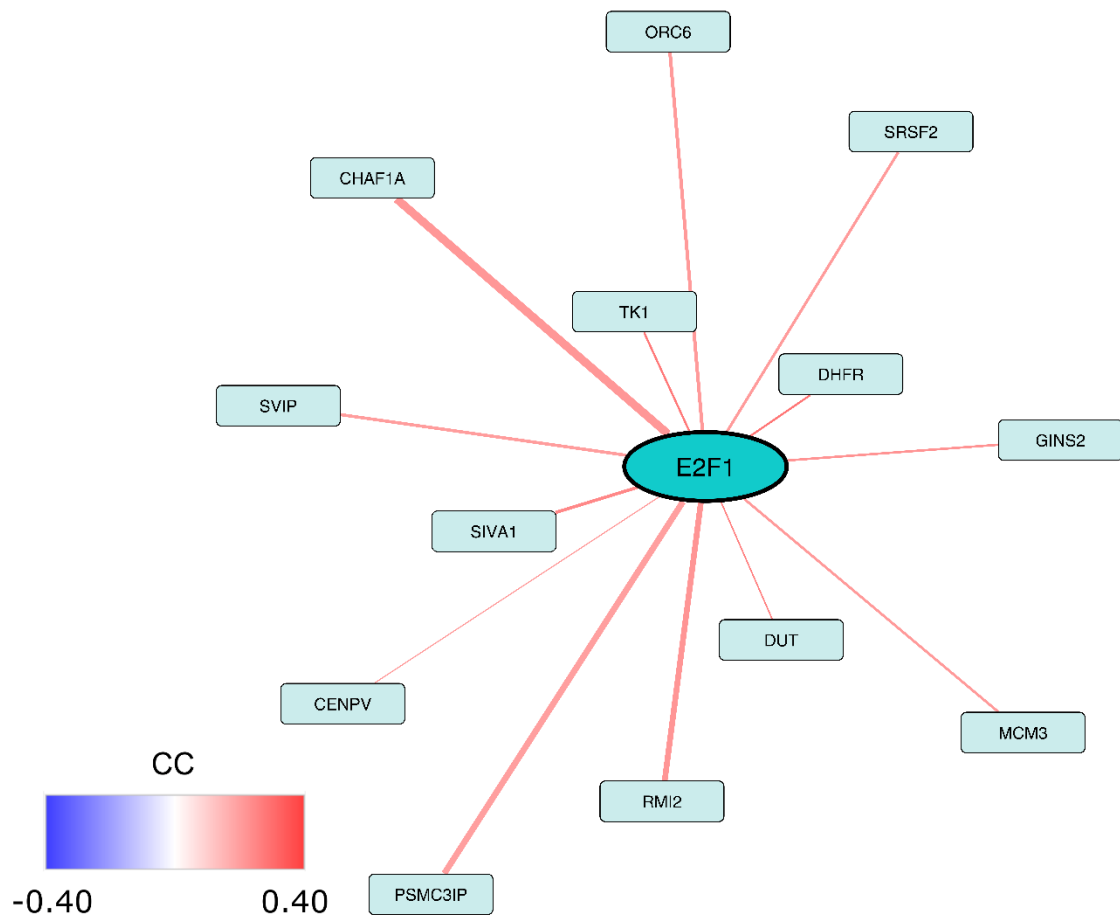 ORC6
SRSF2
CHAF1A
TK1
DHFR
SVIP
GINS2
E2F1
SIVA1
DUT
CENPV
MCM3
CC
RMI2
PSMC3IP
-0.40 0.40